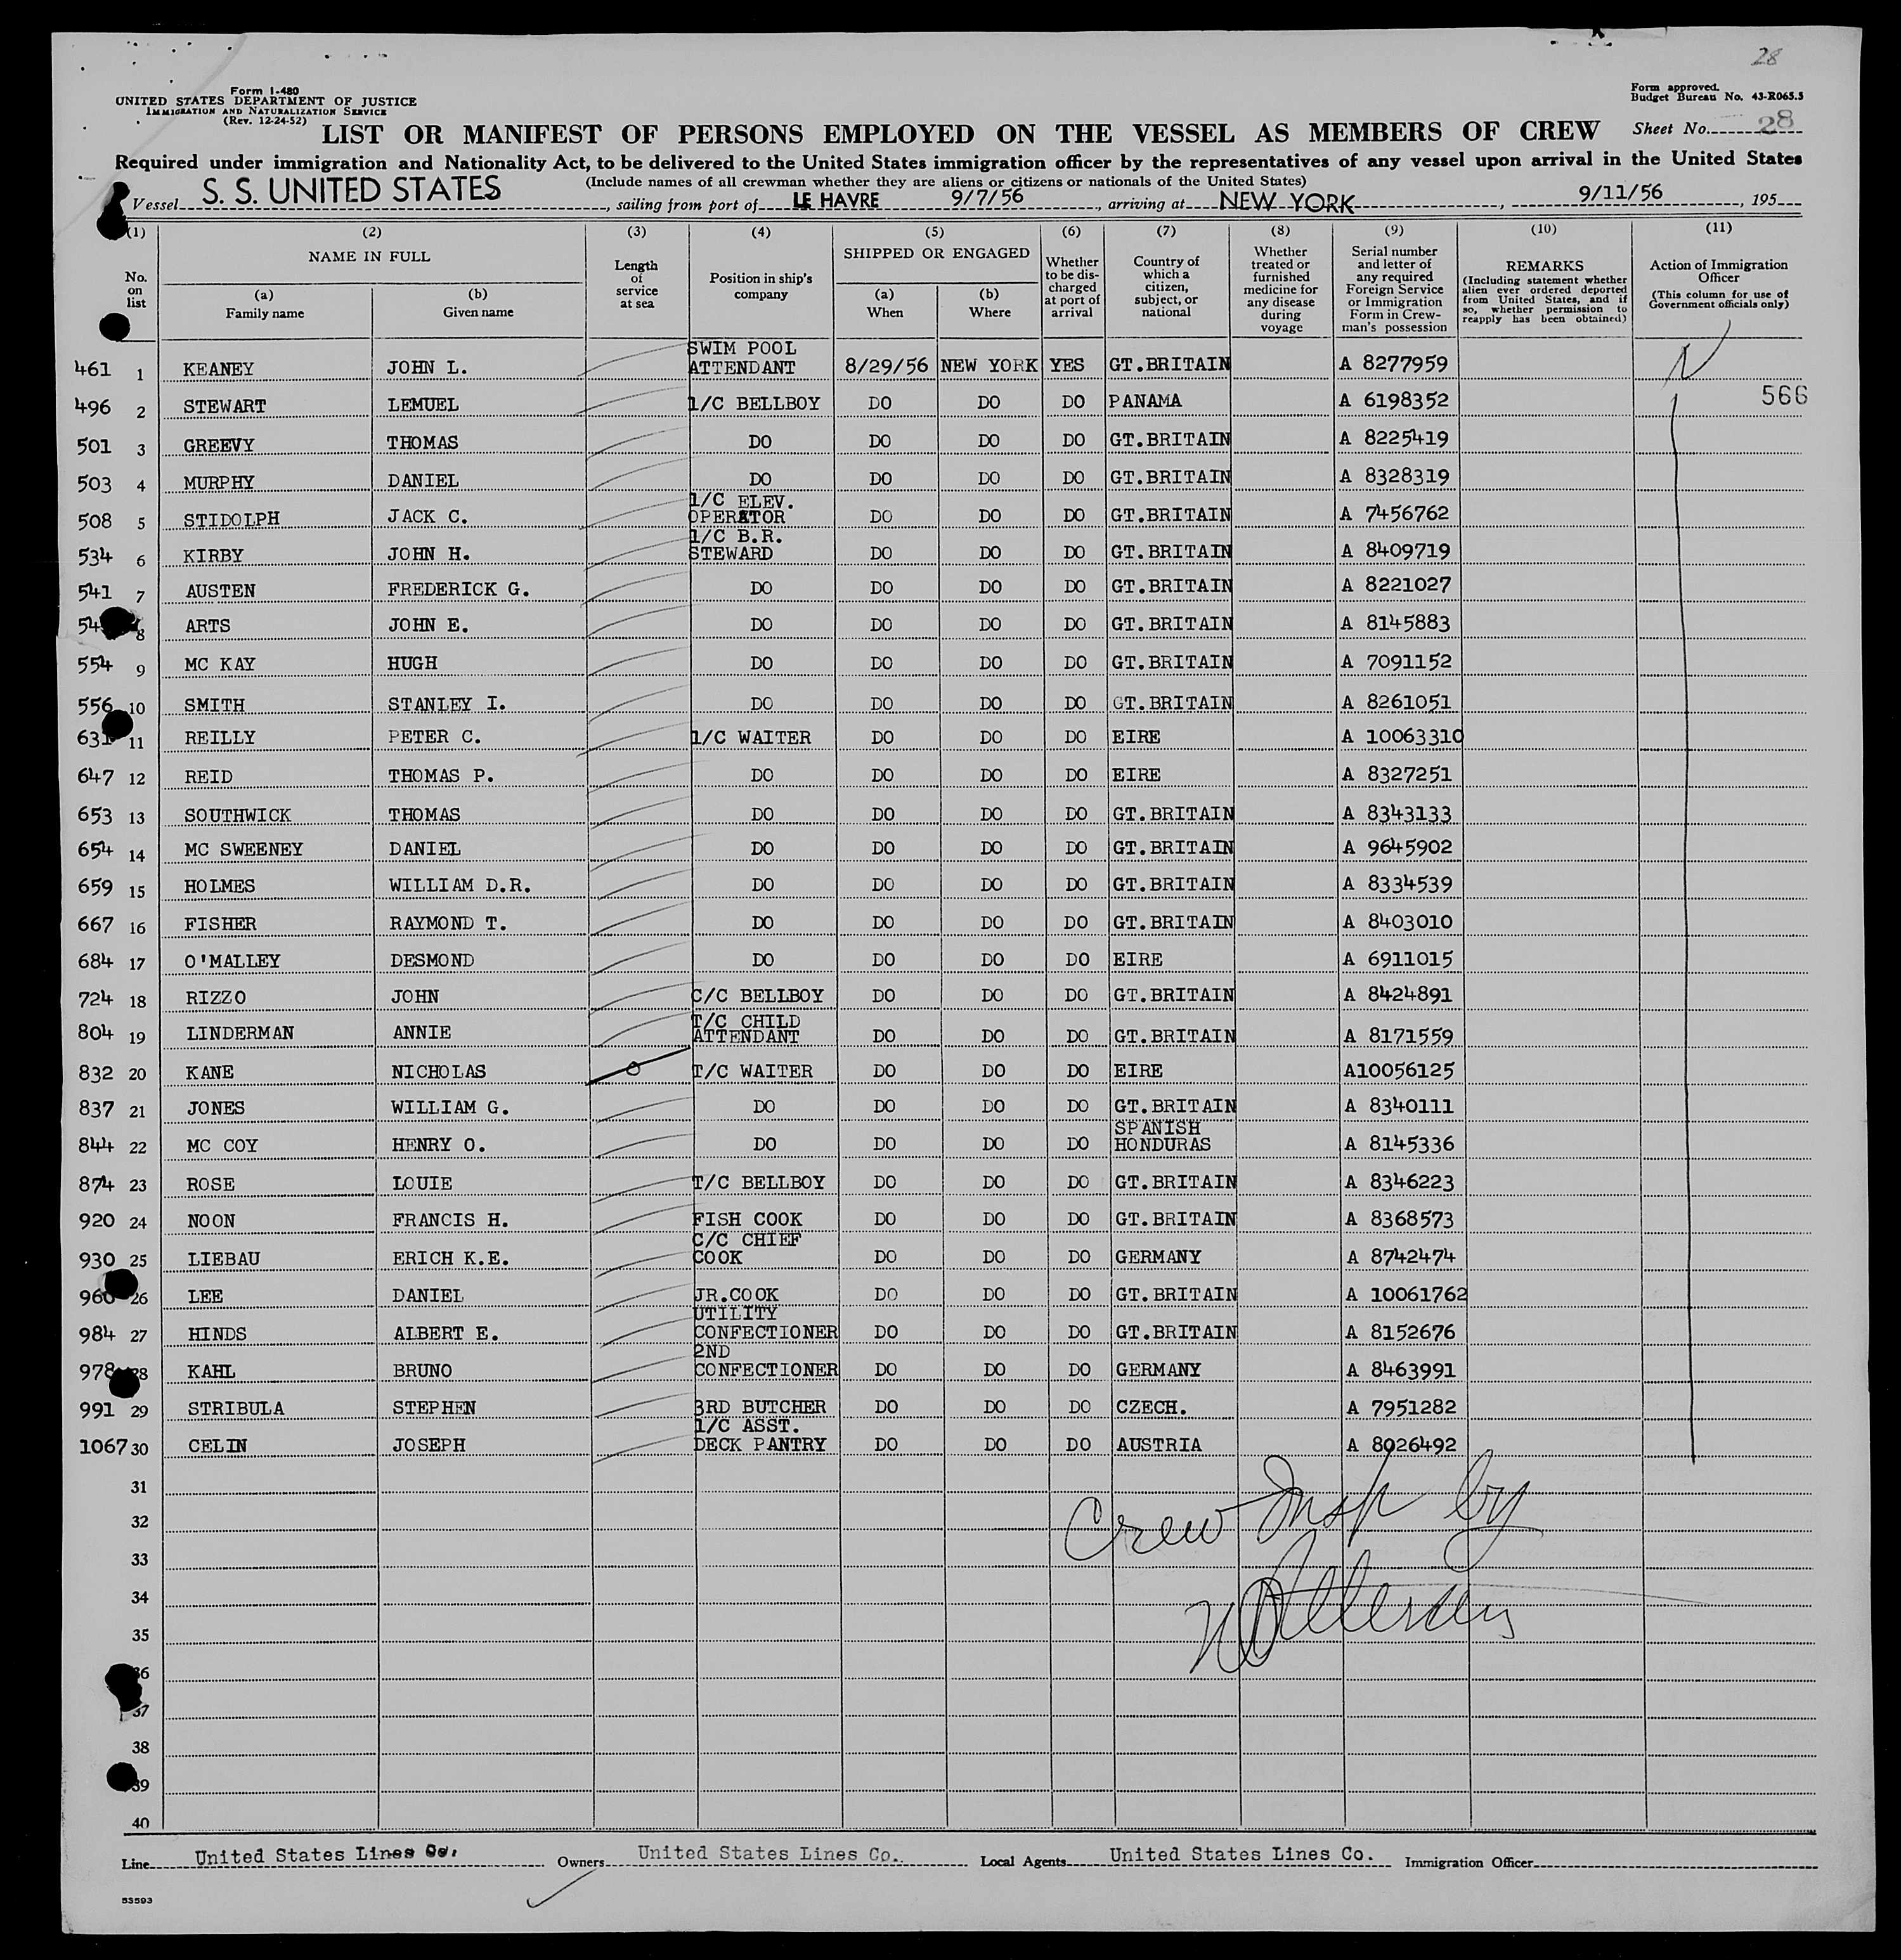 28
Form I-480
UNITED STATES DEPARTMENT OF JUSTICE
IMMIGRATION AND NATURALIZATION SERVICE
(Rev. 12-24-52)
Form approved.
Budget Bureau No. 43-R065.5
LIST OR MANIFEST OF PERSONS EMPLOYED ON THE VESSEL AS MEMBERS OF CREW Sheet No. 28
Required under immigration and Nationality Act, to be delivered to the United States immigration officer by the representatives of any vessel upon arrival in the United States
(Include names of all crewman whether they are aliens or citizens or nationals of the United States)
Vessel S. S. UNITED STATES, sailing from port of LE HAVRE 9/7/56, arriving at NEW YORK, 9/11/56, 195
(1) (2) (3) (4) (5) (6) (7) (8) (9) (10) (11)
No. on list
NAME IN FULL
(a) Family name
(b) Given name
Length of service at sea
Position in ship's company
SHIPPED OR ENGAGED
(a) When
(b) Where
Whether to be discharged at port of arrival
Country of which a citizen, subject, or national
Whether treated or furnished medicine for any disease during voyage
Serial number and letter of any required Foreign Service or Immigration Form in Crewman's possession
REMARKS
(Including statement whether alien ever ordered deported from United States, and if so, whether permission to reapply has been obtained)
Action of Immigration Officer
(This column for use of Government officials only)
461 1 KEANEY JOHN L. SWIM POOL ATTENDANT 8/29/56 NEW YORK YES GT.BRITAIN A 8277959 N
566
496 2 STEWART LEMUEL 1/C BELLBOY DO DO DO PANAMA A 6198352
501 3 GREEVY THOMAS DO DO DO DO GT.BRITAIN A 8225419
503 4 MURPHY DANIEL DO DO DO DO GT.BRITAIN A 8328319
508 5 STIDOLPH JACK C. 1/C ELEV. OPERATOR DO DO DO GT.BRITAIN A 7456762
534 6 KIRBY JOHN H. 1/C B.R. STEWARD DO DO DO GT.BRITAIN A 8409719
541 7 AUSTEN FREDERICK G. DO DO DO DO GT.BRITAIN A 8221027
8 ARTS JOHN E. DO DO DO DO GT.BRITAIN A 8145883
554 9 MC KAY HUGH DO DO DO DO GT.BRITAIN A 7091152
556 10 SMITH STANLEY I. DO DO DO DO GT.BRITAIN A 8261051
631 11 REILLY PETER C. 1/C WAITER DO DO DO EIRE A 10063310
647 12 REID THOMAS P. DO DO DO DO EIRE A 8327251
653 13 SOUTHWICK THOMAS DO DO DO DO GT.BRITAIN A 8343133
654 14 MC SWEENEY DANIEL DO DO DO DO GT.BRITAIN A 9645902
659 15 HOLMES WILLIAM D.R. DO DO DO DO GT.BRITAIN A 8334539
667 16 FISHER RAYMOND T. DO DO DO DO GT.BRITAIN A 8403010
684 17 O'MALLEY DESMOND DO DO DO DO EIRE A 6911015
724 18 RIZZO JOHN C/C BELLBOY DO DO DO GT.BRITAIN A 8424891
804 19 LINDERMAN ANNIE T/C CHILD ATTENDANT DO DO DO GT.BRITAIN A 8171559
832 20 KANE NICHOLAS T/C WAITER DO DO DO EIRE A10056125
837 21 JONES WILLIAM G. DO DO DO DO GT.BRITAIN A 8340111
844 22 MC COY HENRY O. DO DO DO DO SPANISH HONDURAS A 8145336
874 23 ROSE LOUIE T/C BELLBOY DO DO DO GT.BRITAIN A 8346223
920 24 NOON FRANCIS H. FISH COOK DO DO DO GT.BRITAIN A 8368573
930 25 LIEBAU ERICH K.E. C/C CHIEF COOK DO DO DO GERMANY A 8742474
960 26 LEE DANIEL JR.COOK DO DO DO GT.BRITAIN A 10061762
984 27 HINDS ALBERT E. UTILITY CONFECTIONER DO DO DO GT.BRITAIN A 8152676
978 28 KAHL BRUNO 2ND CONFECTIONER DO DO DO GERMANY A 8463991
991 29 STRIBULA STEPHEN 3RD BUTCHER DO DO DO CZECH. A 7951282
1067 30 CELIN JOSEPH 1/C ASST. DECK PANTRY DO DO DO AUSTRIA A 8026492
31
32 Crew Insp by
33
34
35
36
37
38
39
40
Line United States Lines Co. Owners United States Lines Co. Local Agents United States Lines Co. Immigration Officer
53593